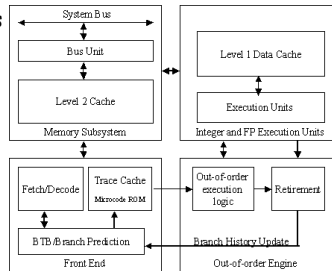 System Bus
Bus Unit
Level 2 Cache
Memory Subsystem
Level 1 Data Cache
Execution Units
Integer and FP Execution Units
Fetch/Decode
Trace Cache
Microcode ROM
BTB/Branch Prediction
Front End
Out-of-order
execution
logic
Retirement
Branch History Update
Out-of-order Engine